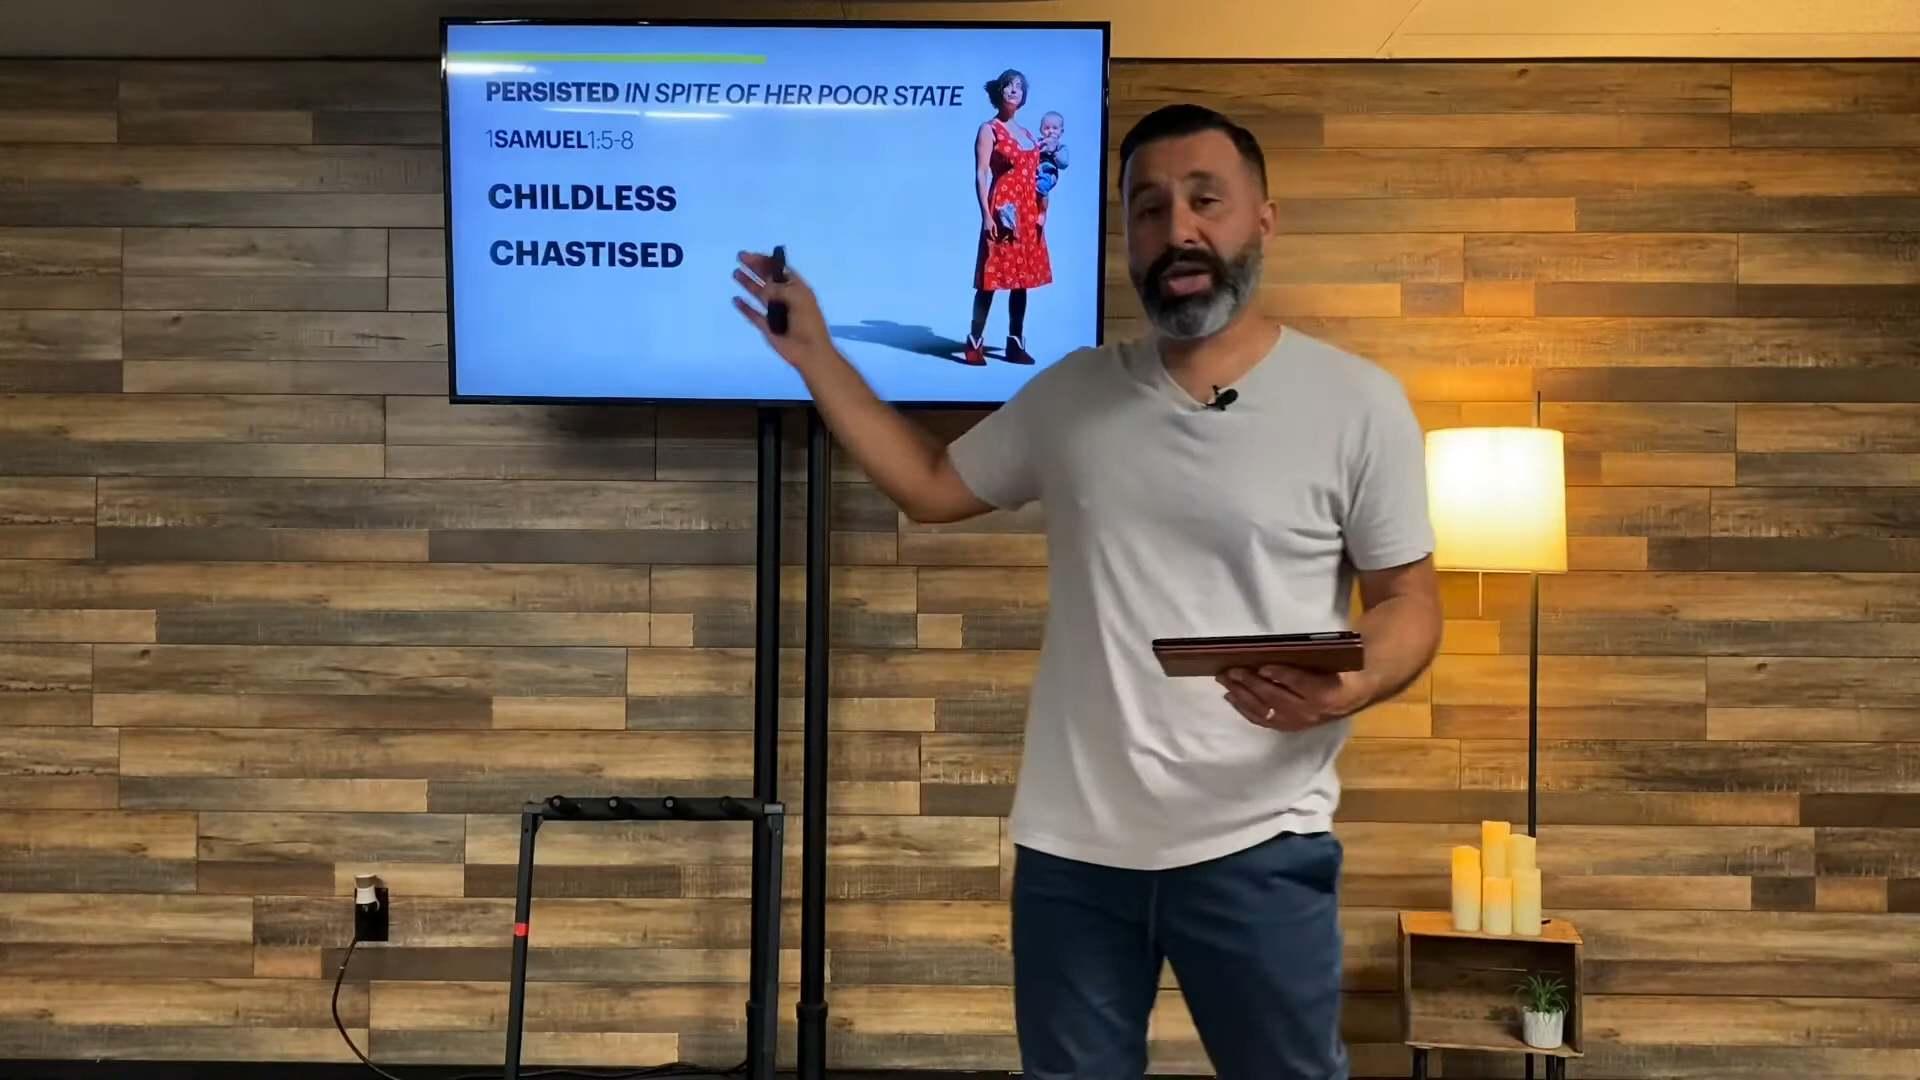 PERSISTED IN SPITE OF HER POOR STATE
1SAMUEL1:5-8
CHILDLESS
CHASTISED